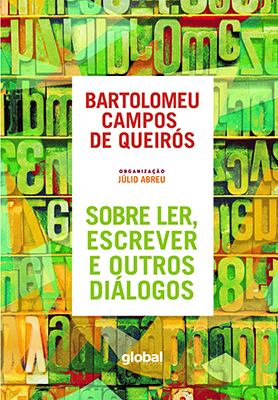 BARTOLOMEU
CAMPOS
DE QUEIRÓS
ORGANIZAÇÃO
JÚLIO ABREU
SOBRE LER,
ESCREVER
E OUTROS
DIÁLOGOS
global